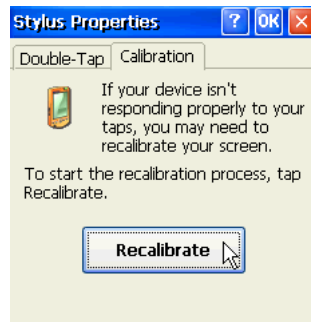 Stylus Properties ? OK ×
Double-Tap Calibration
If your device isn't
responding properly to your
taps, you may need to
recalibrate your screen.
To start the recalibration process, tap
Recalibrate.
Recalibrate